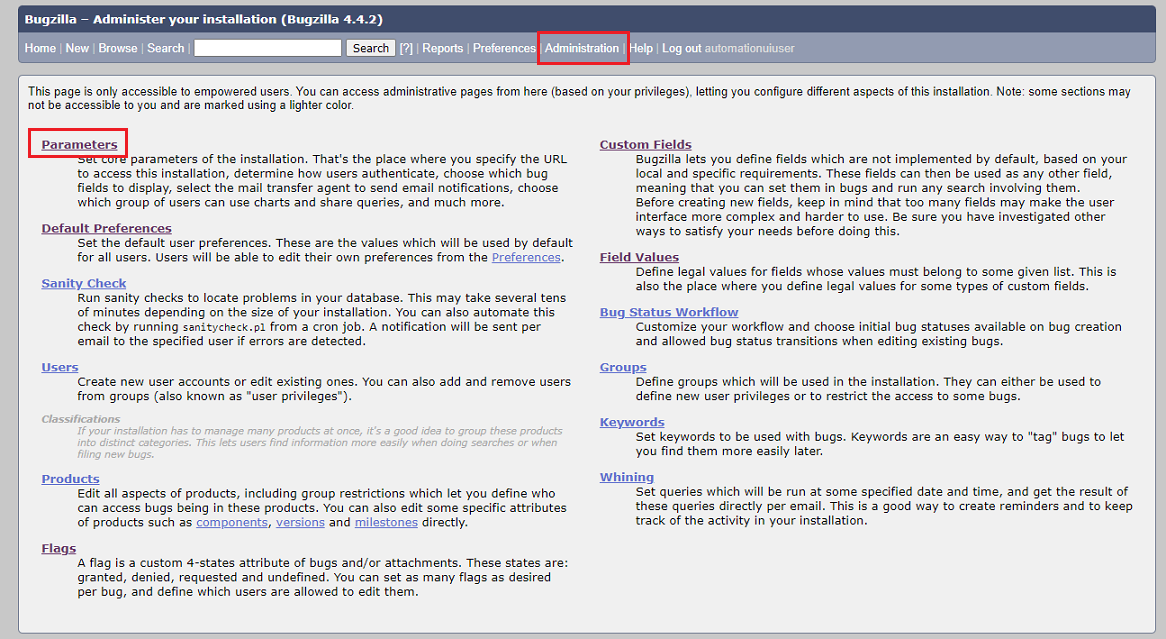 Bugzilla – Administer your installation (Bugzilla 4.4.2)
Home | New | Browse | Search | Search [?] | Reports | Preferences | Administration | Help | Log out automationuiuser
This page is only accessible to empowered users. You can access administrative pages from here (based on your privileges), letting you configure different aspects of this installation. Note: some sections may
not be accessible to you and are marked using a lighter color.
Parameters
Set core parameters of the installation. That's the place where you specify the URL
to access this installation, determine how users authenticate, choose which bug
fields to display, select the mail transfer agent to send email notifications, choose
which group of users can use charts and share queries, and much more.
Default Preferences
Set the default user preferences. These are the values which will be used by default
for all users. Users will be able to edit their own preferences from the Preferences.
Sanity Check
Run sanity checks to locate problems in your database. This may take several tens
of minutes depending on the size of your installation. You can also automate this
check by running sanitycheck.pl from a cron job. A notification will be sent per
email to the specified user if errors are detected.
Users
Create new user accounts or edit existing ones. You can also add and remove users
from groups (also known as "user privileges").
Classifications
If your installation has to manage many products at once, it's a good idea to group these products
into distinct categories. This lets users find information more easily when doing searches or when
filing new bugs.
Products
Edit all aspects of products, including group restrictions which let you define who
can access bugs being in these products. You can also edit some specific attributes
of products such as components, versions and milestones directly.
Flags
A flag is a custom 4-states attribute of bugs and/or attachments. These states are:
granted, denied, requested and undefined. You can set as many flags as desired
per bug, and define which users are allowed to edit them.
Custom Fields
Bugzilla lets you define fields which are not implemented by default, based on your
local and specific requirements. These fields can then be used as any other field,
meaning that you can set them in bugs and run any search involving them.
Before creating new fields, keep in mind that too many fields may make the user
interface more complex and harder to use. Be sure you have investigated other
ways to satisfy your needs before doing this.
Field Values
Define legal values for fields whose values must belong to some given list. This is
also the place where you define legal values for some types of custom fields.
Bug Status Workflow
Customize your workflow and choose initial bug statuses available on bug creation
and allowed bug status transitions when editing existing bugs.
Groups
Define groups which will be used in the installation. They can either be used to
define new user privileges or to restrict the access to some bugs.
Keywords
Set keywords to be used with bugs. Keywords are an easy way to "tag" bugs to let
you find them more easily later.
Whining
Set queries which will be run at some specified date and time, and get the result of
these queries directly per email. This is a good way to create reminders and to keep
track of the activity in your installation.